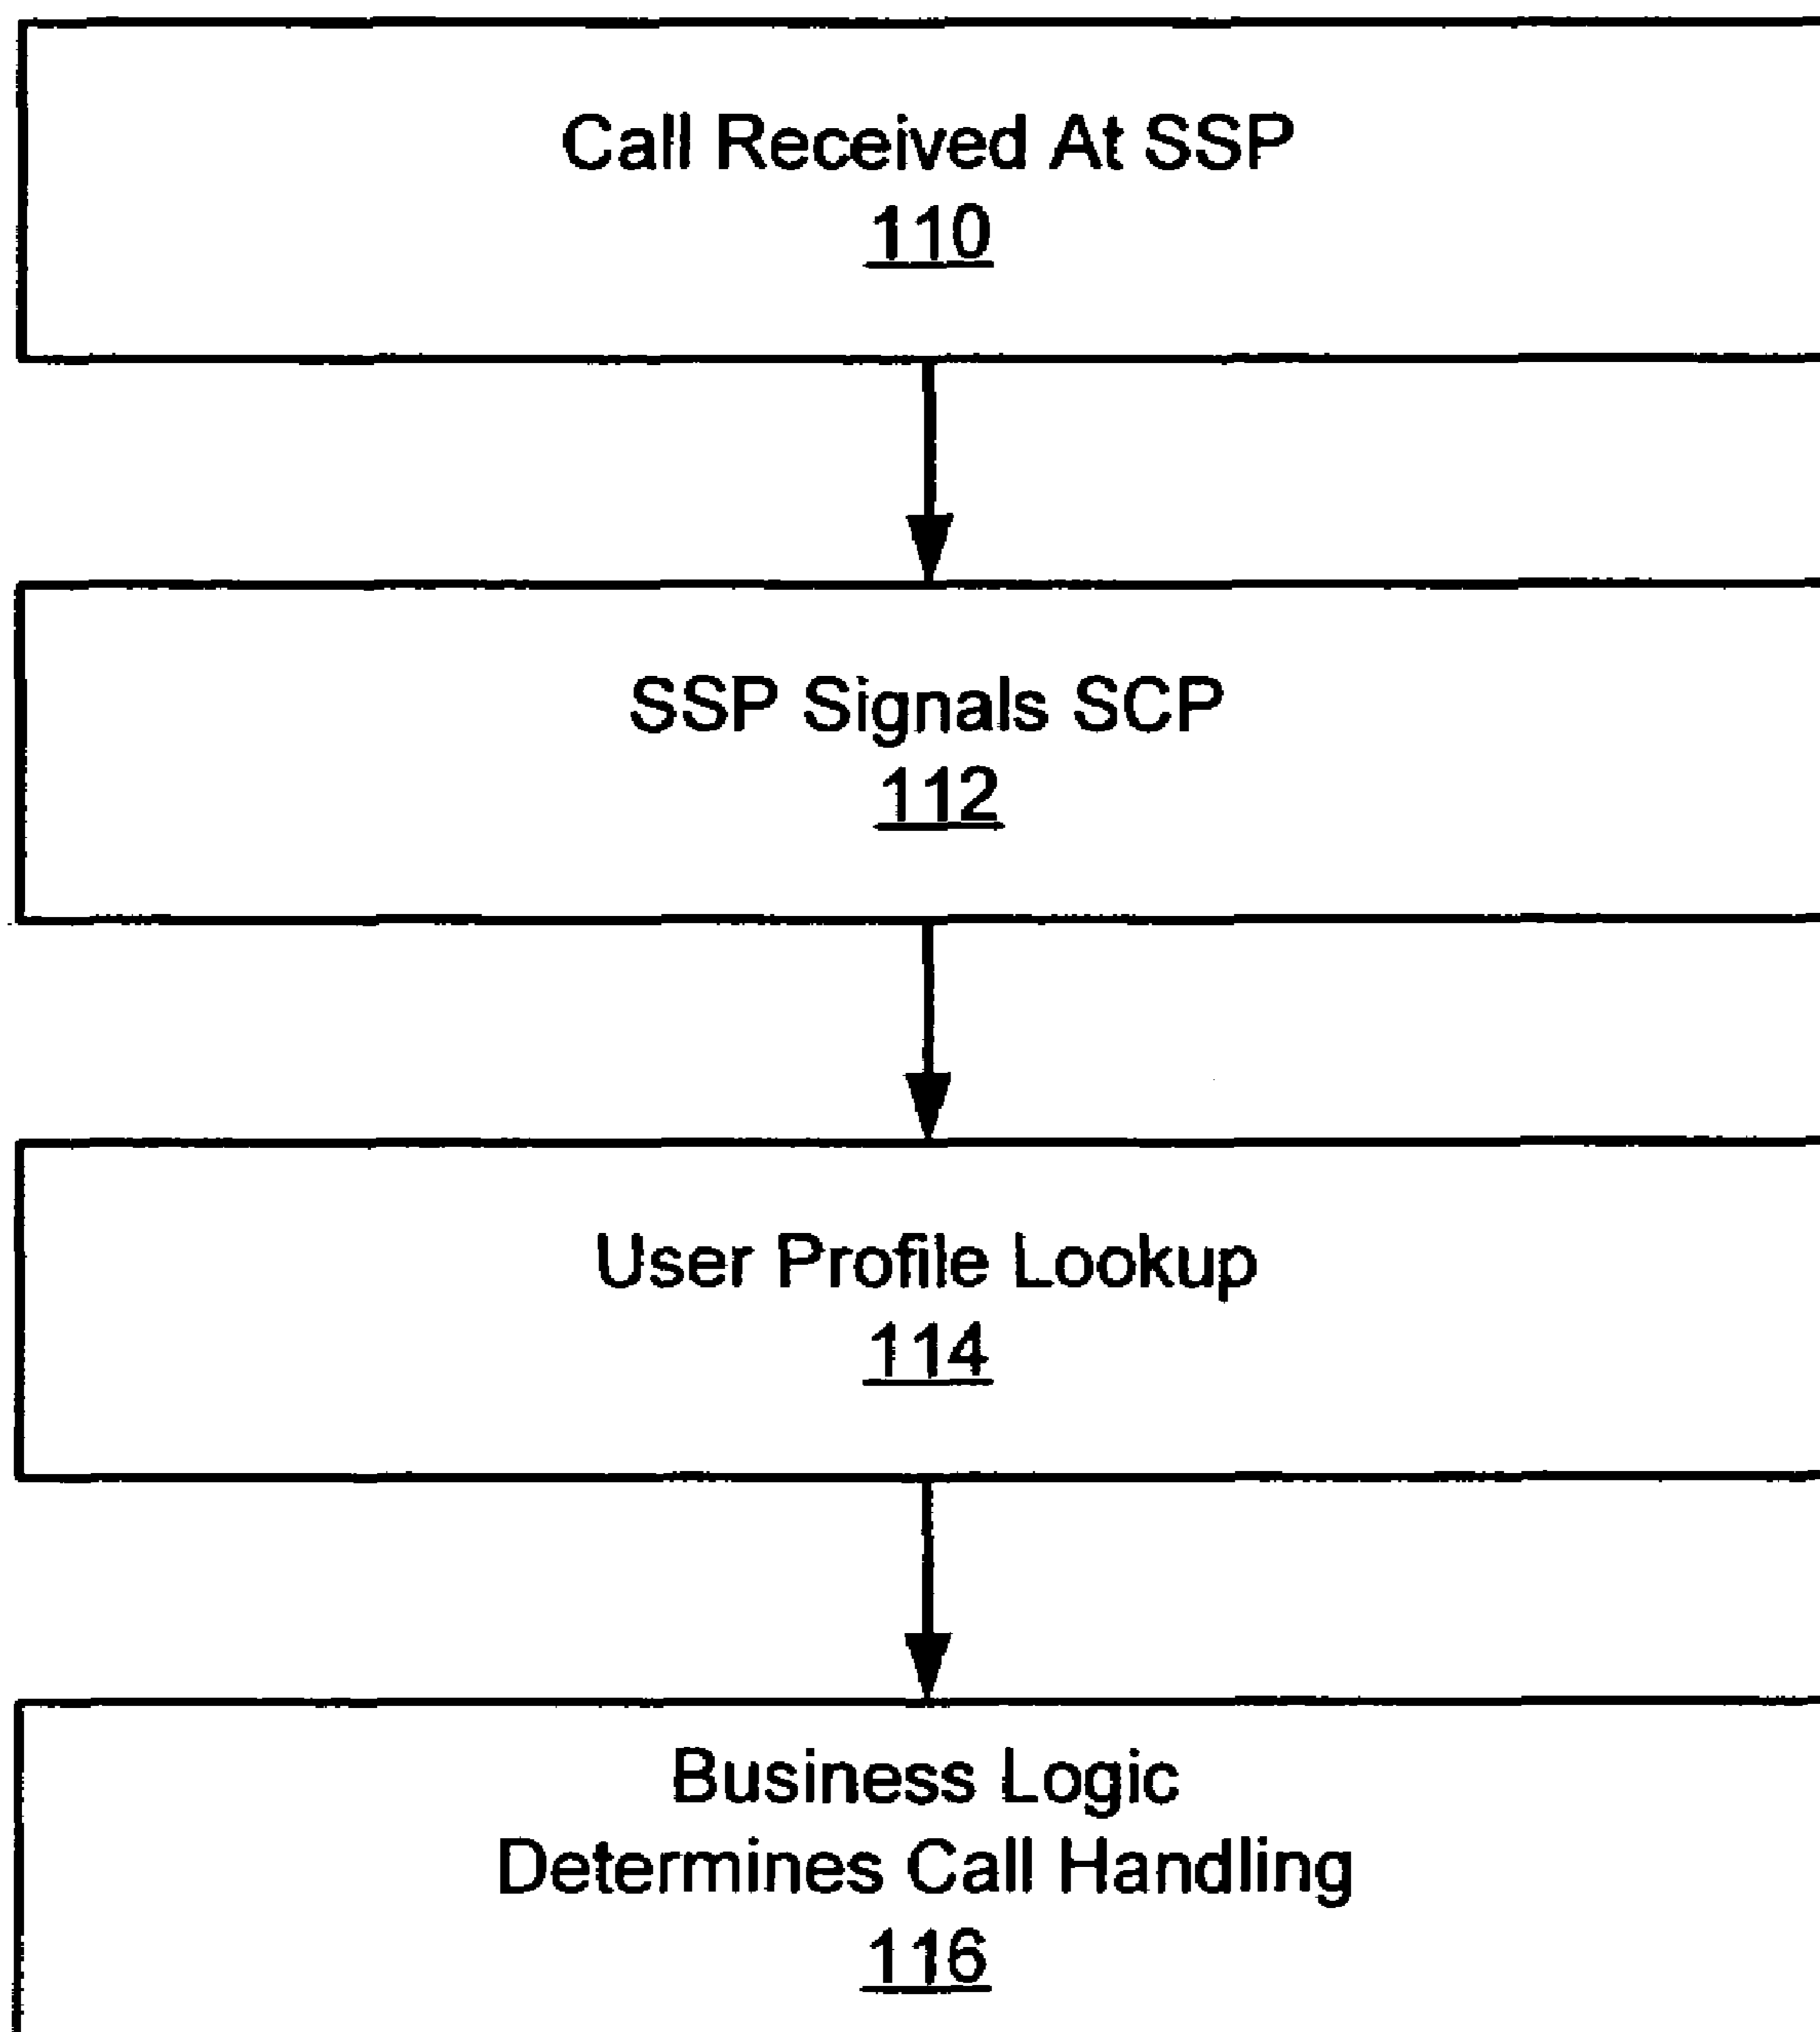 Call Received At SSP
110
SSP Signals SCP
112
User Profile Lookup
114
Business Logic
Determines Call Handling
116